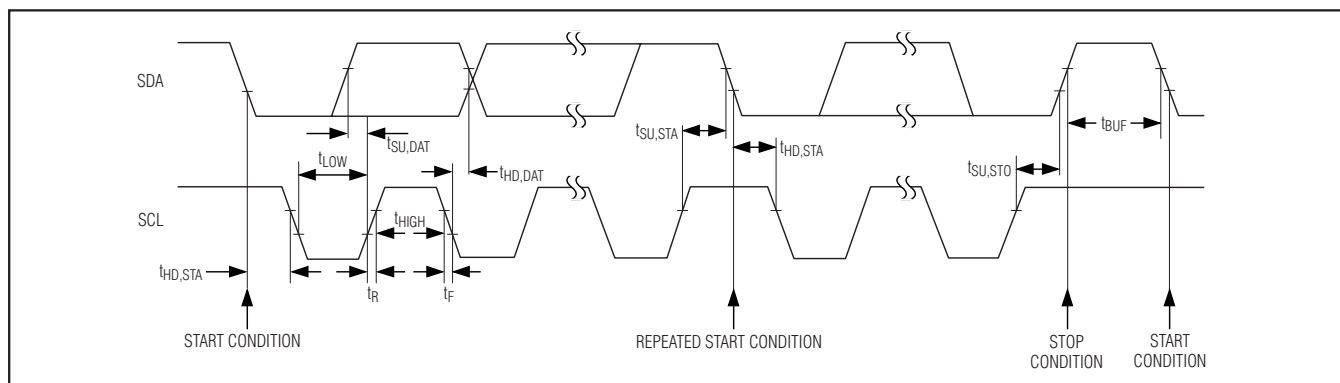 SDA
tSU,DAT
tLOW
tHD,DAT
tSU,STA
tHD,STA
tBUF
tSU,STO
SCL
tHIGH
tHD,STA
tR
tF
START CONDITION
REPEATED START CONDITION
STOP
CONDITION
START
CONDITION